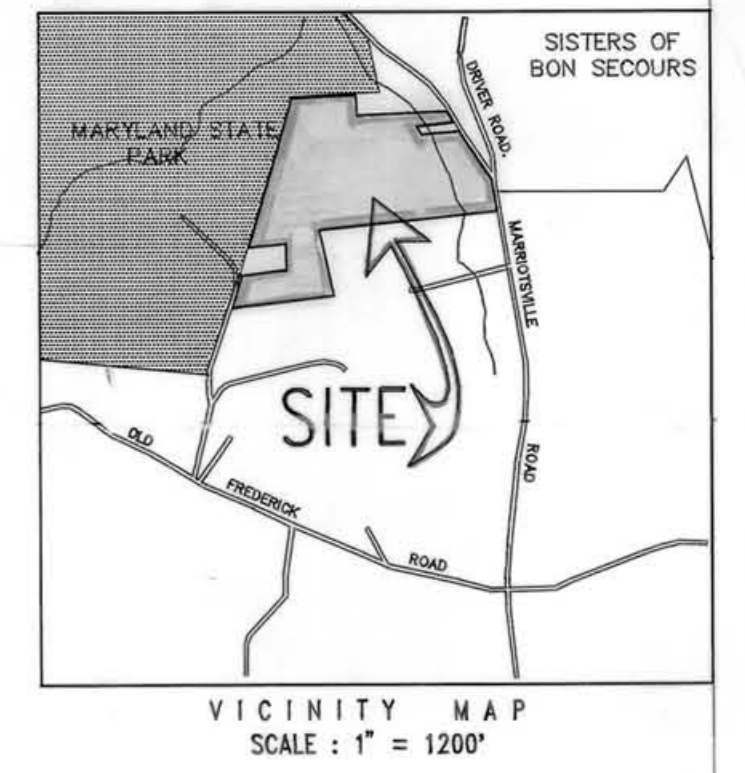 SISTERS OF
BON SECOURS
DRIVER ROAD.
MARYLAND STATE
PARK
MARRIOTSVILLE
ROAD
SITE
OLD
FREDERICK
ROAD
VICINITY MAP
SCALE : 1" = 1200'